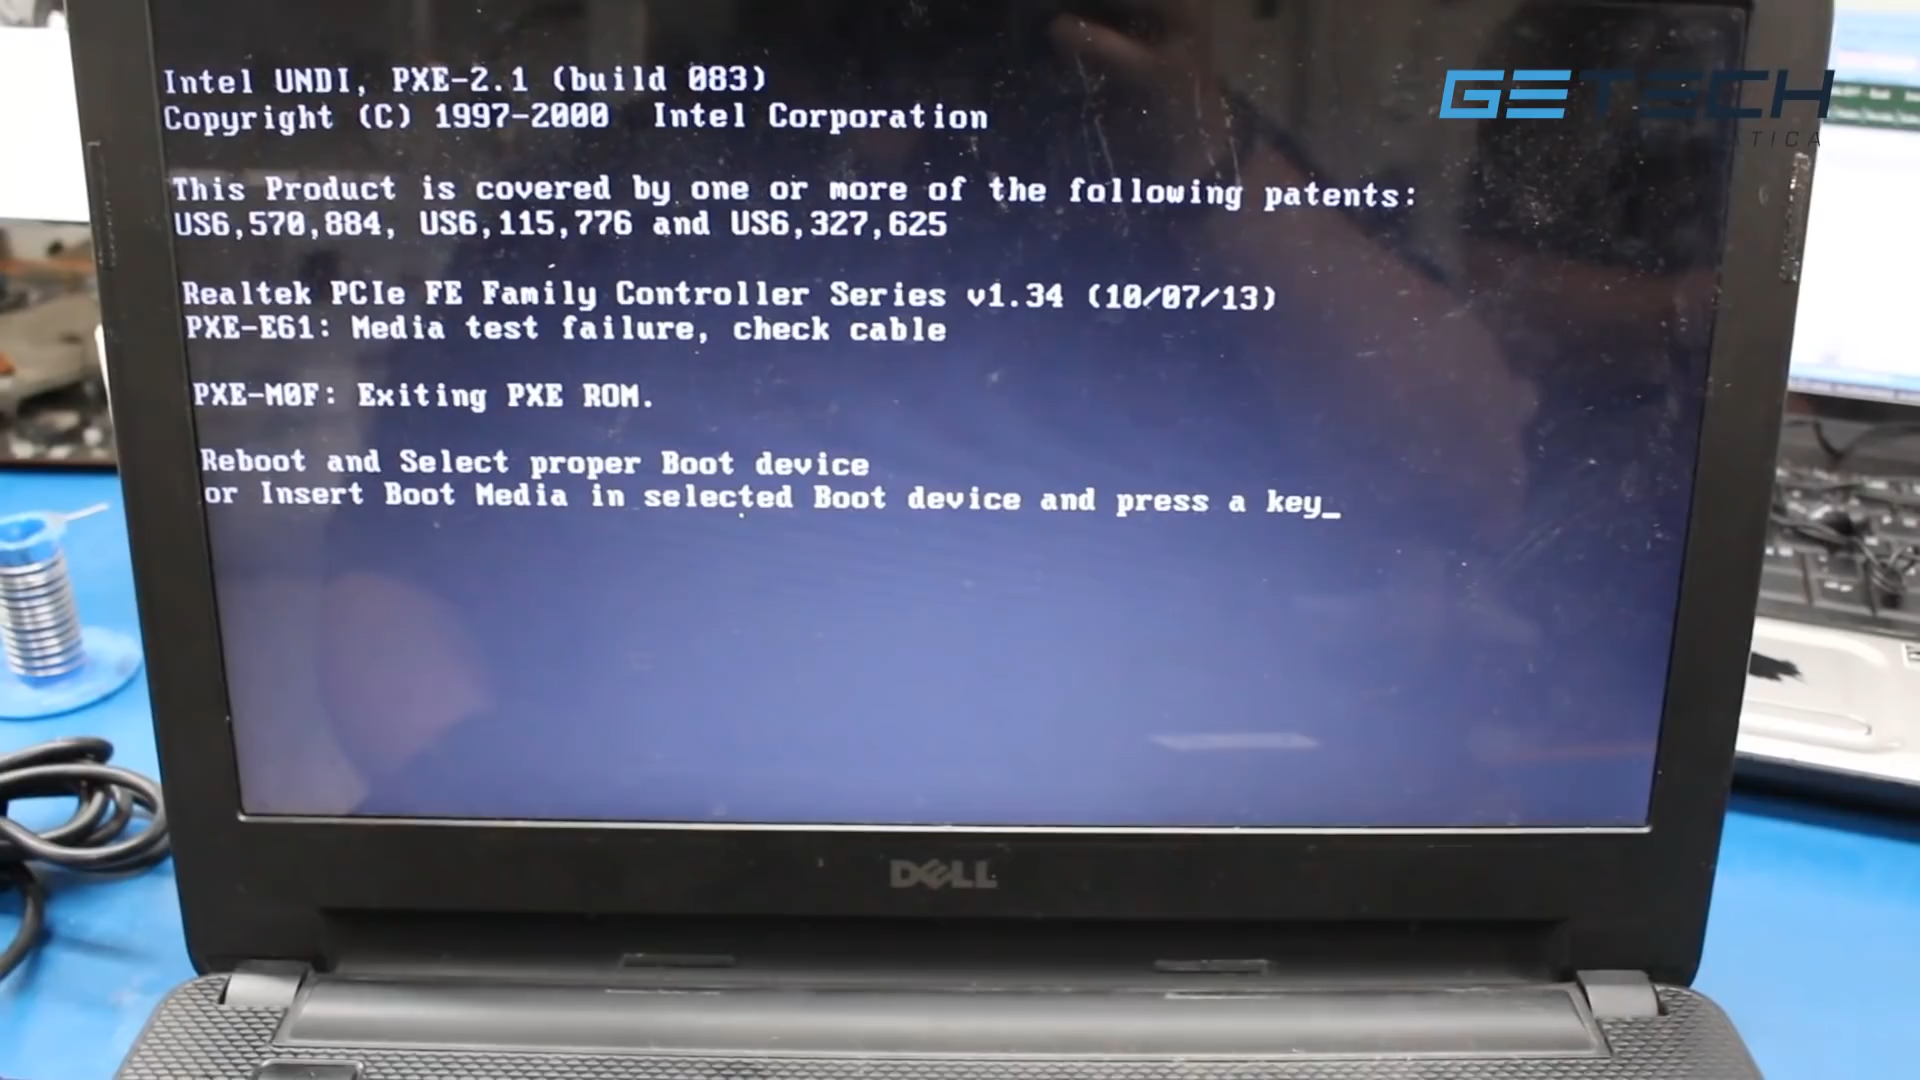 Intel UNDI, PXE-2.1 (build 083)
Copyright (C) 1997-2000  Intel Corporation
This Product is covered by one or more of the following patents:
US6,570,884, US6,115,776 and US6,327,625
Realtek PCIe FE Family Controller Series v1.34 (10/07/13)
PXE-E61: Media test failure, check cable
PXE-M0F: Exiting PXE ROM.
Reboot and Select proper Boot device
or Insert Boot Media in selected Boot device and press a key_
GETECH
DELL